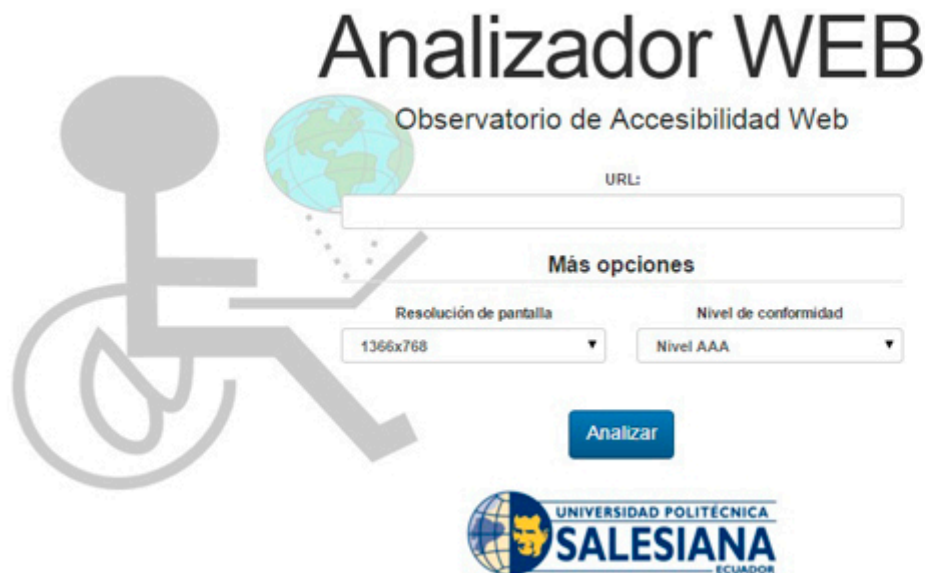 Analizador WEB
Observatorio de Accesibilidad Web
URL:
Más opciones
Resolución de pantalla
Nivel de conformidad
1366x768
Nivel AAA
Analizar
UNIVERSIDAD POLITÉCNICA
SALESIANA
ECUADOR